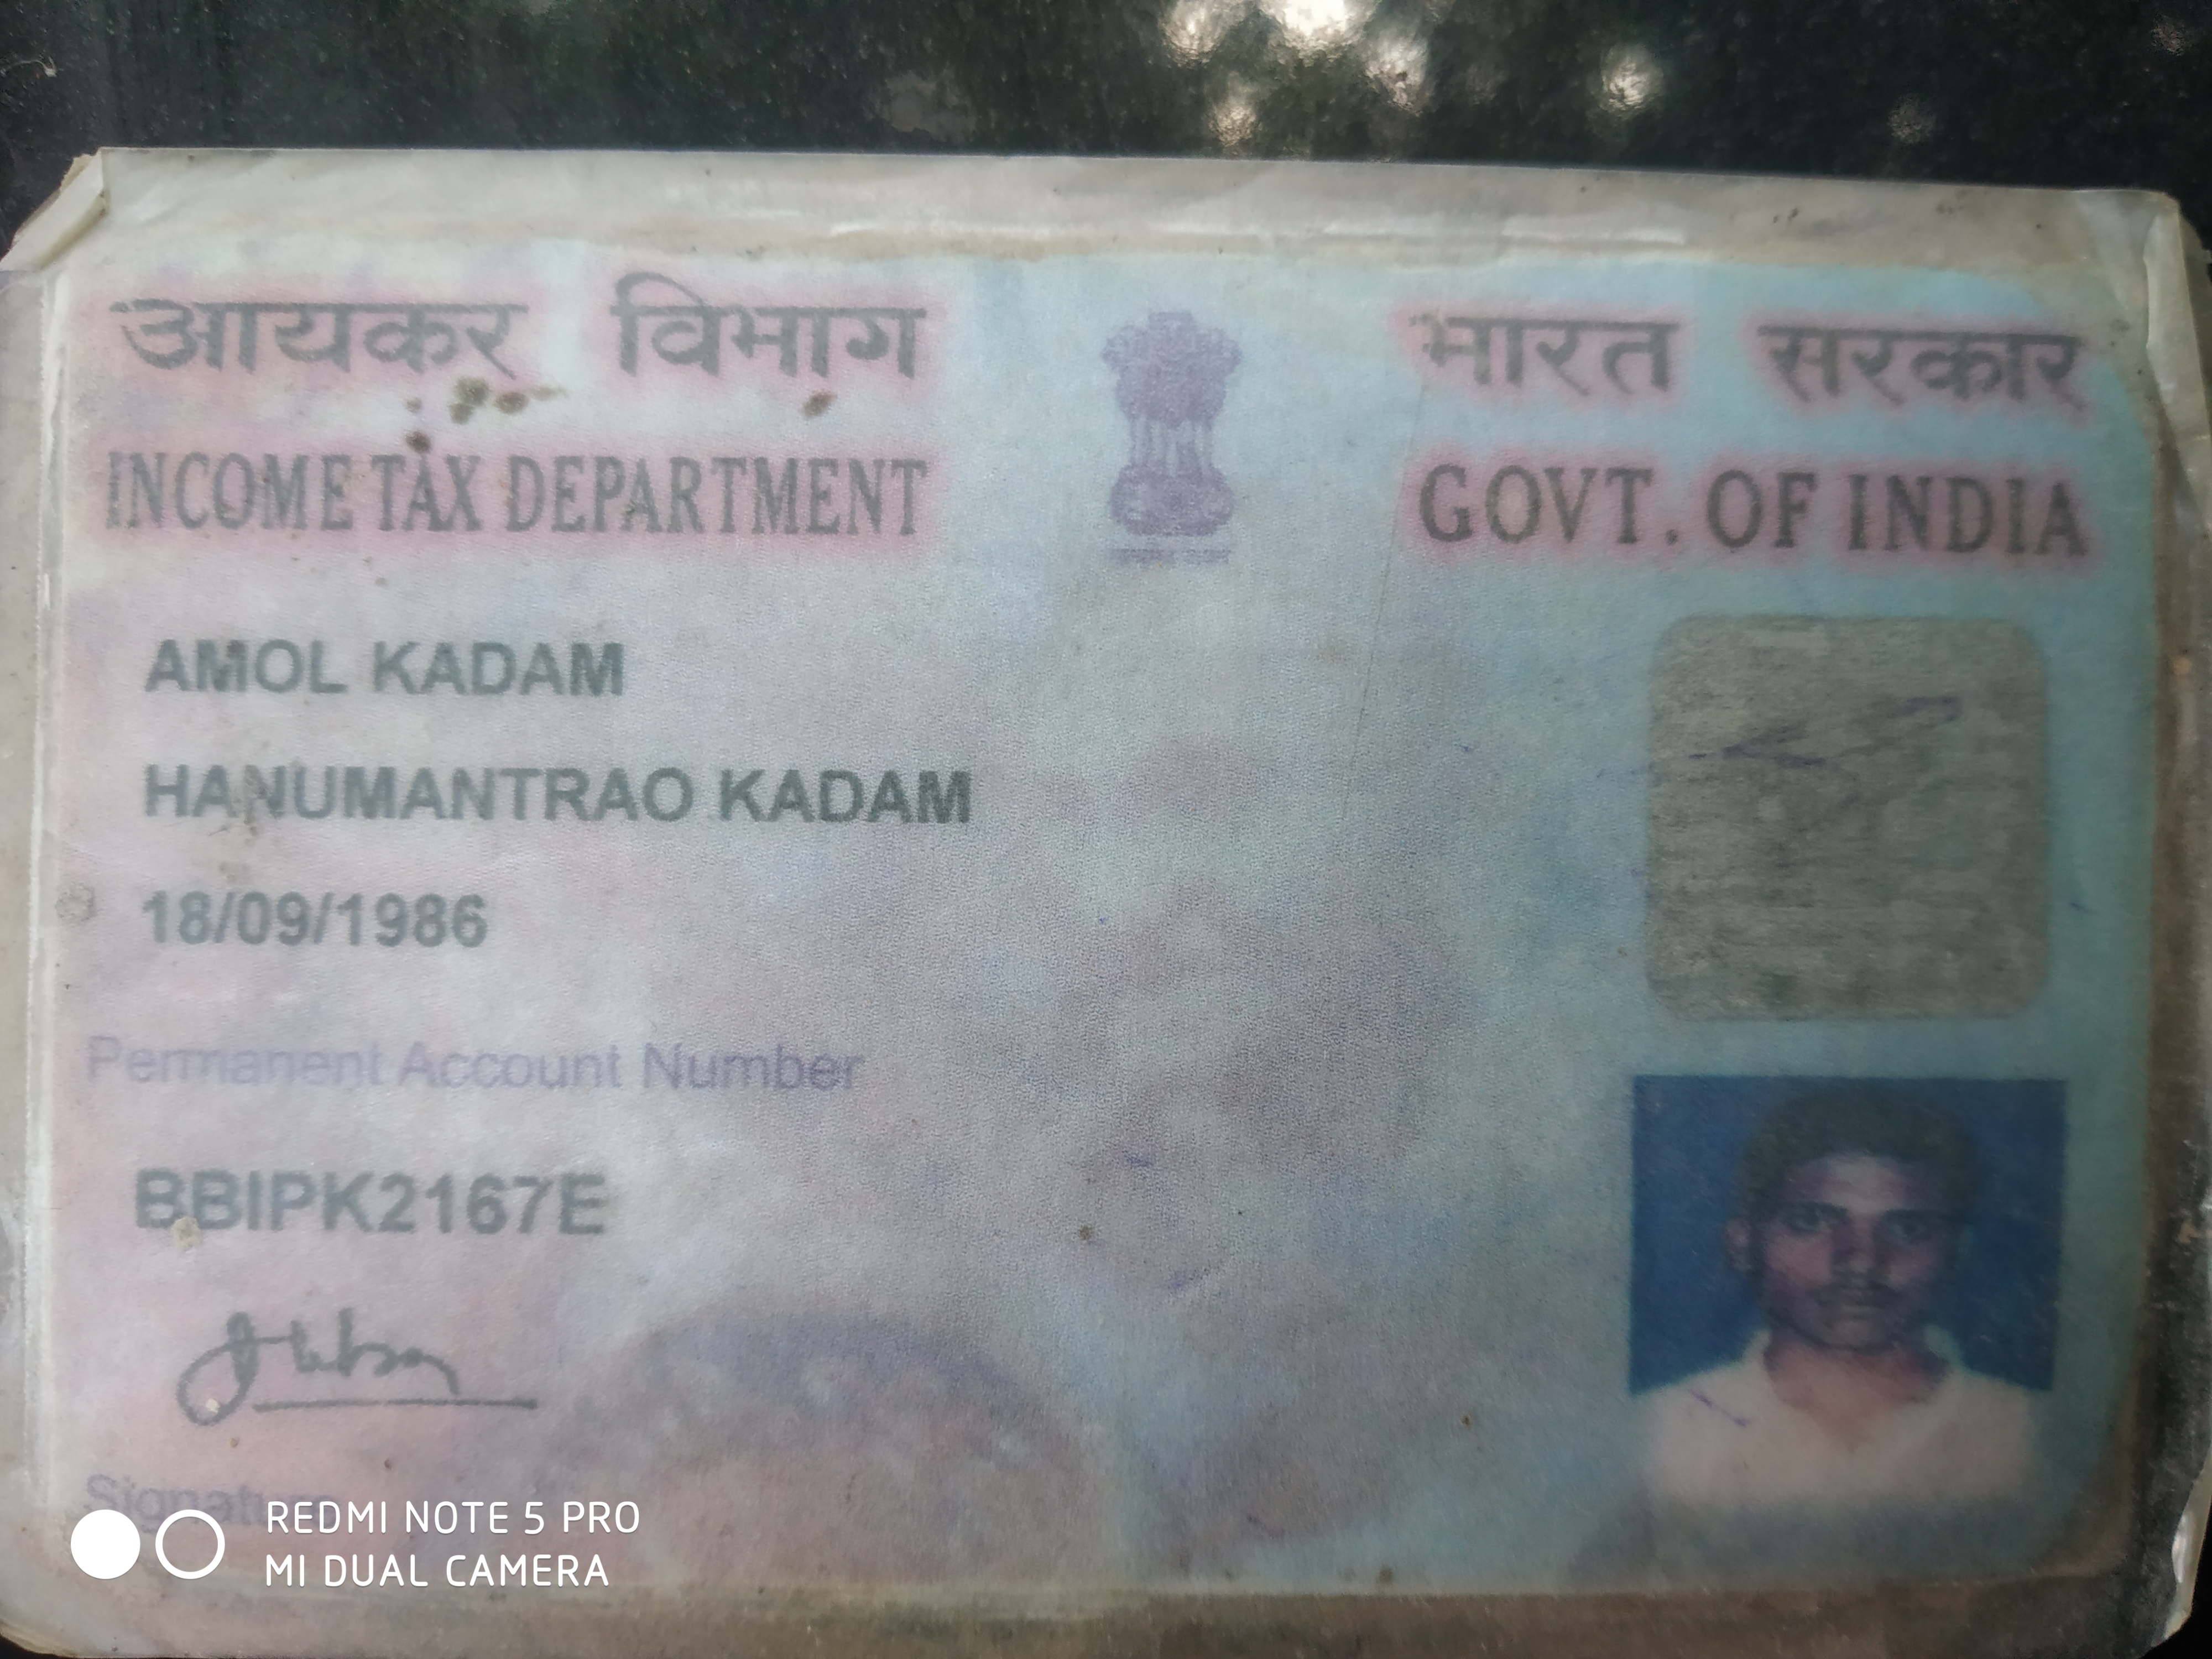 आयकर विभाग
भारत सरकार
INCOME TAX DEPARTMENT
GOVT. OF INDIA
AMOL KADAM
HANUMANTRAO KADAM
18/09/1986
Permanent Account Number
BBIPK2167E
Signature
REDMI NOTE 5 PRO
MI DUAL CAMERA